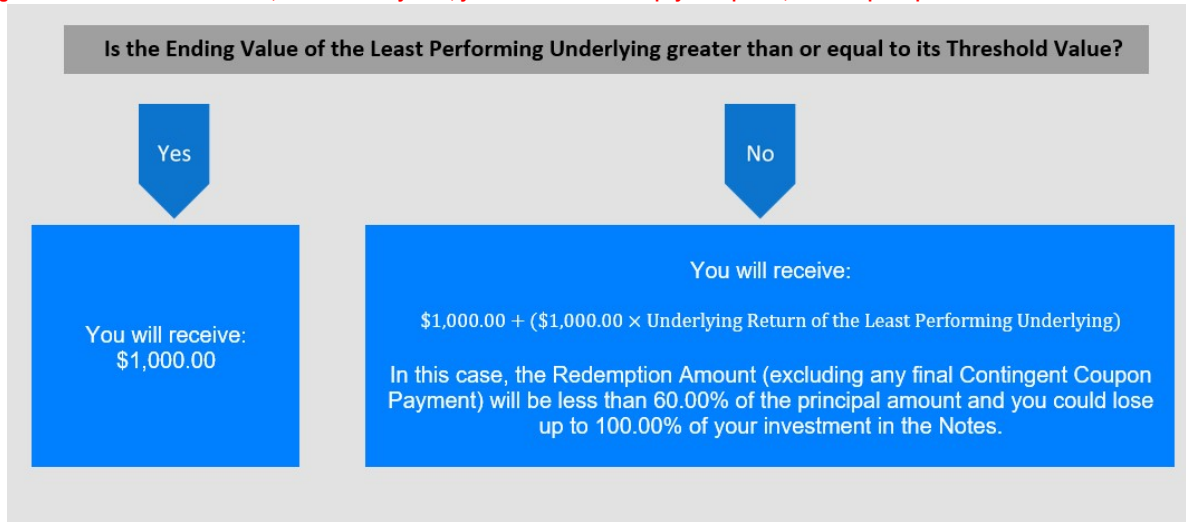 Is the Ending Value of the Least Performing Underlying greater than or equal to its Threshold Value?
Yes
No
You will receive:
$1,000.00
You will receive:
$1,000.00 + ($1,000.00 × Underlying Return of the Least Performing Underlying)
In this case, the Redemption Amount (excluding any final Contingent Coupon
Payment) will be less than 60.00% of the principal amount and you could lose
up to 100.00% of your investment in the Notes.